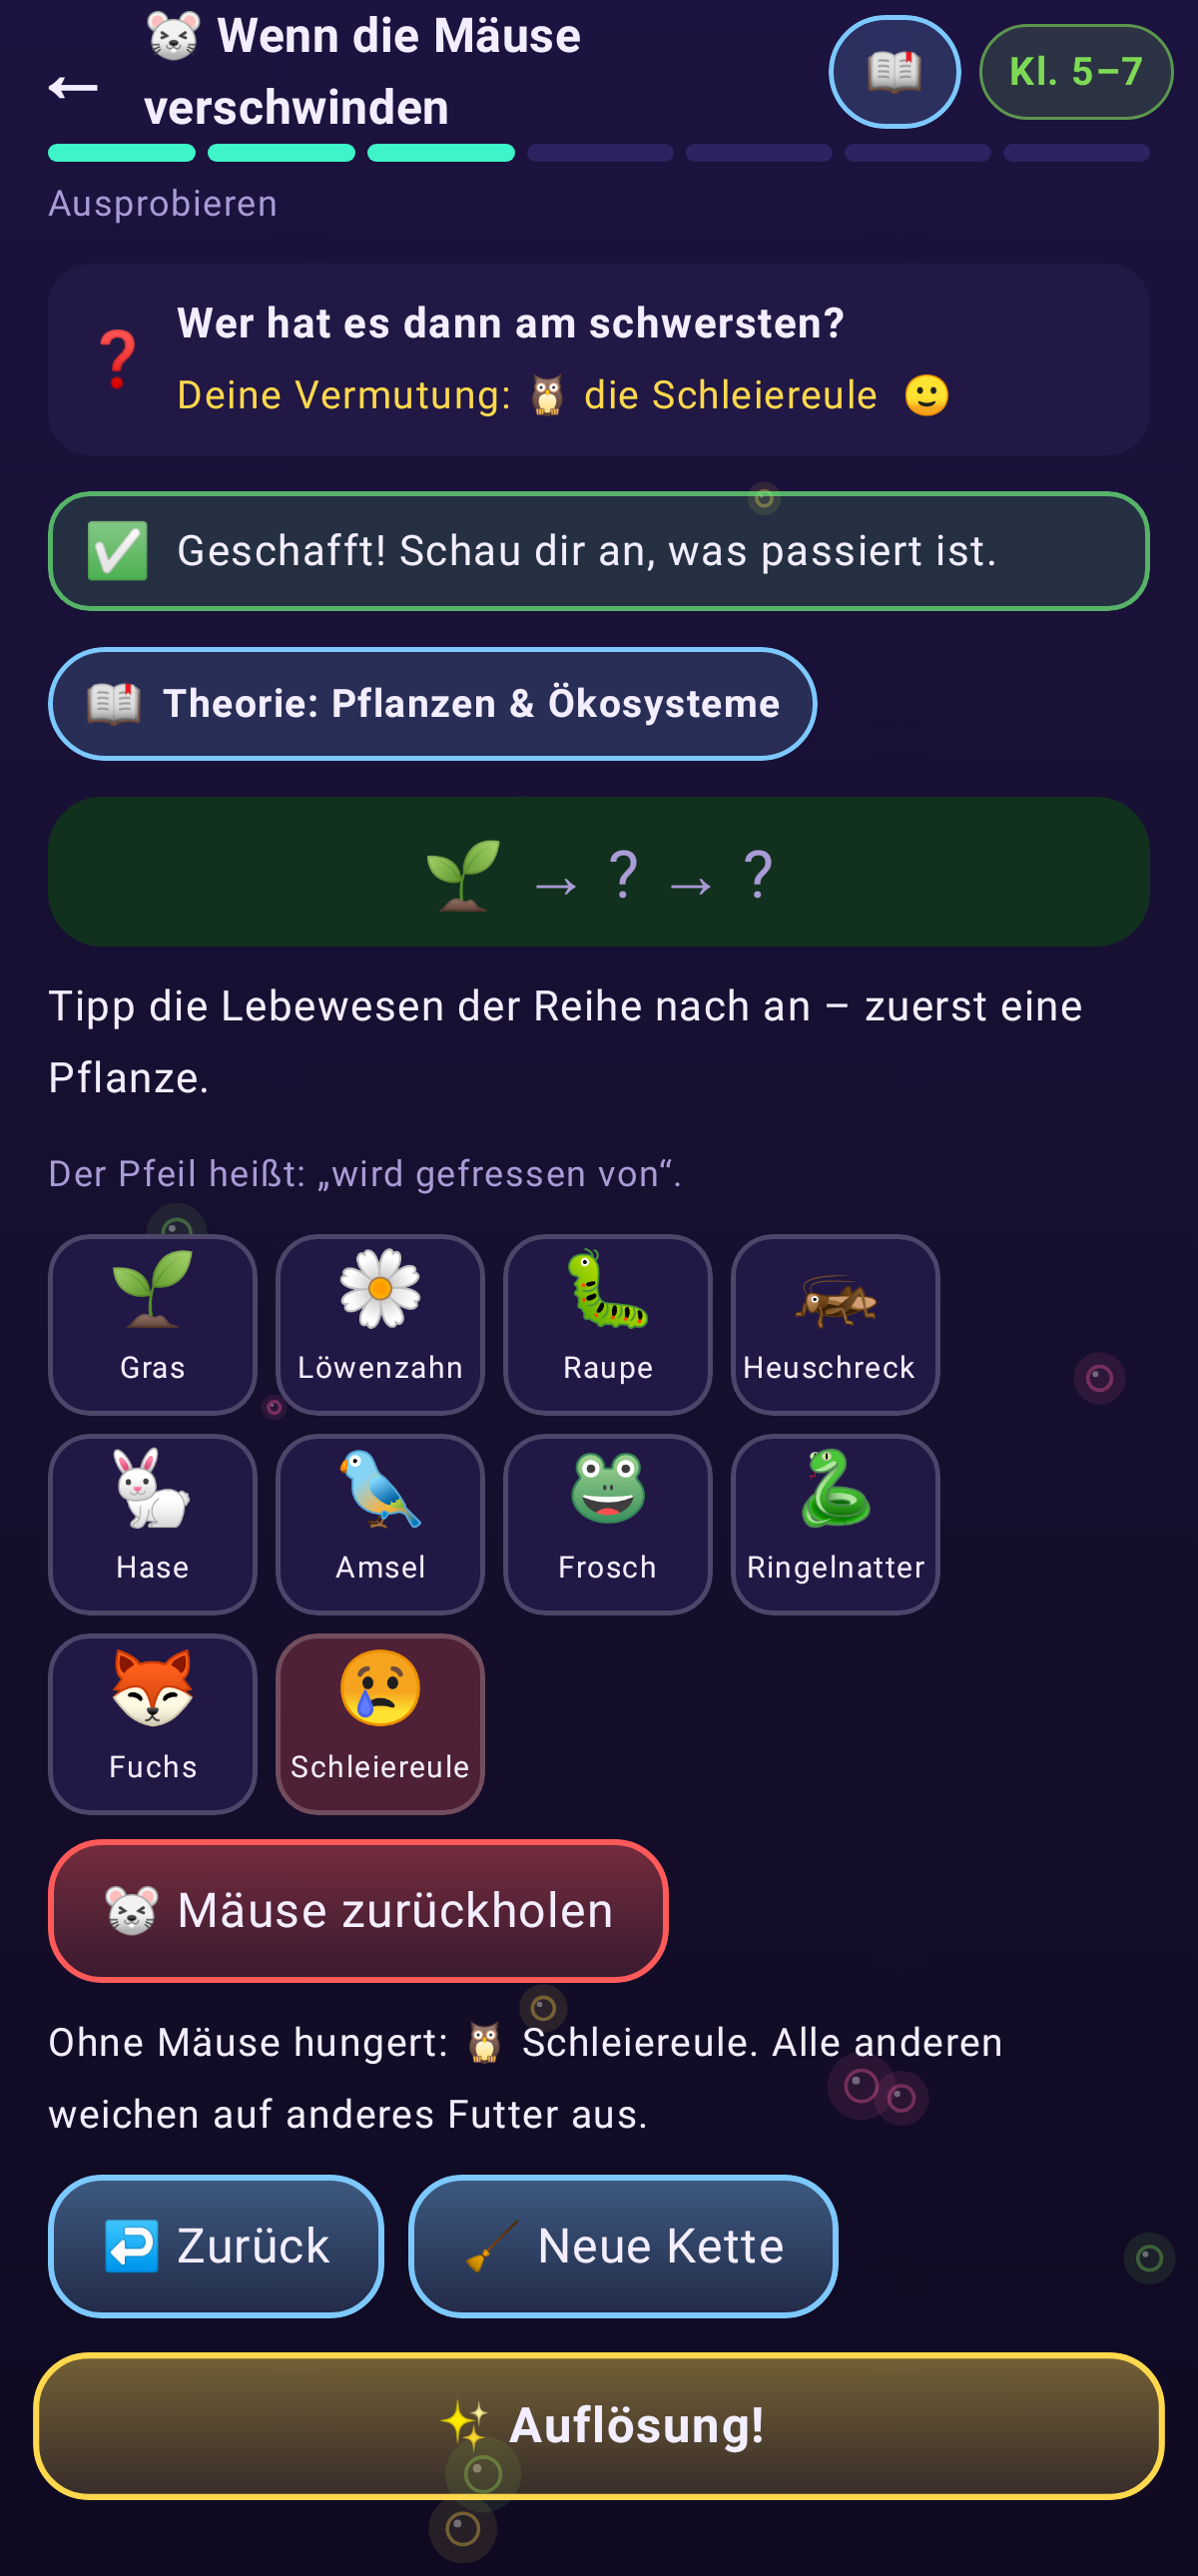 Wenn die Mäuse
verschwinden
Kl. 5–7
Ausprobieren
Wer hat es dann am schwersten?
Deine Vermutung: die Schleiereule
Geschafft! Schau dir an, was passiert ist.
Theorie: Pflanzen & Ökosysteme
→ ? → ?
Tipp die Lebewesen der Reihe nach an – zuerst eine
Pflanze.
Der Pfeil heißt: „wird gefressen von“.
Gras
Löwenzahn
Raupe
Heuschreck
Hase
Amsel
Frosch
Ringelnatter
Fuchs
Schleiereule
Mäuse zurückholen
Ohne Mäuse hungert: Schleiereule. Alle anderen
weichen auf anderes Futter aus.
Zurück
Neue Kette
Auflösung!